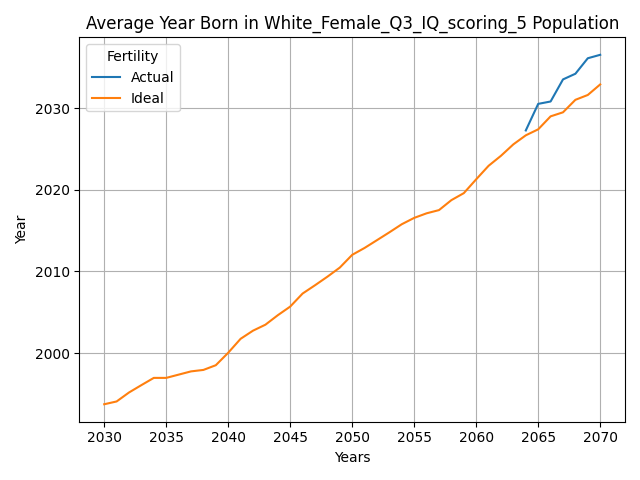 Average Year Born in White_Female_Q3_IQ_scoring_5 Population
Fertility
Actual
Ideal
Year
2030
2020
2010
2000
2030 2035 2040 2045 2050 2055 2060 2065 2070
Years